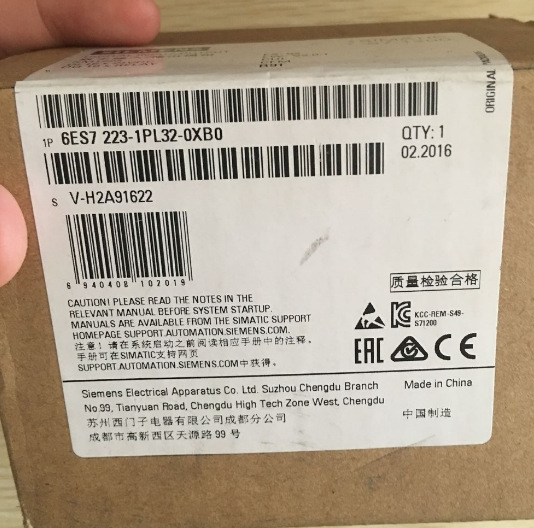 SIEMENS
B91
ORIGINAL
1P 6ES7 223-1PL32-0XB0
QTY: 1
02.2016
S V-H2A91622
6 940408 102019
质量检验合格
CAUTION! PLEASE READ THE NOTES IN THE
RELEVANT MANUAL BEFORE SYSTEM STARTUP.
MANUALS ARE AVAILABLE FROM THE SIMATIC SUPPORT
HOMEPAGE SUPPORT.AUTOMATION.SIEMENS.COM.
注意! 请在系统启动之前阅读相应手册中的注释。
手册可在SIMATIC支持网页
SUPPORT.AUTOMATION.SIEMENS.COM中获得。
KCC-REM-S49-
S71200
EAC CE
Siemens Electrical Apparatus Co. Ltd. Suzhou Chengdu Branch
No.99, Tianyuan Road, Chengdu High Tech Zone West, Chengdu
苏州西门子电器有限公司成都分公司
成都市高新西区天源路99号
Made in China
中国制造